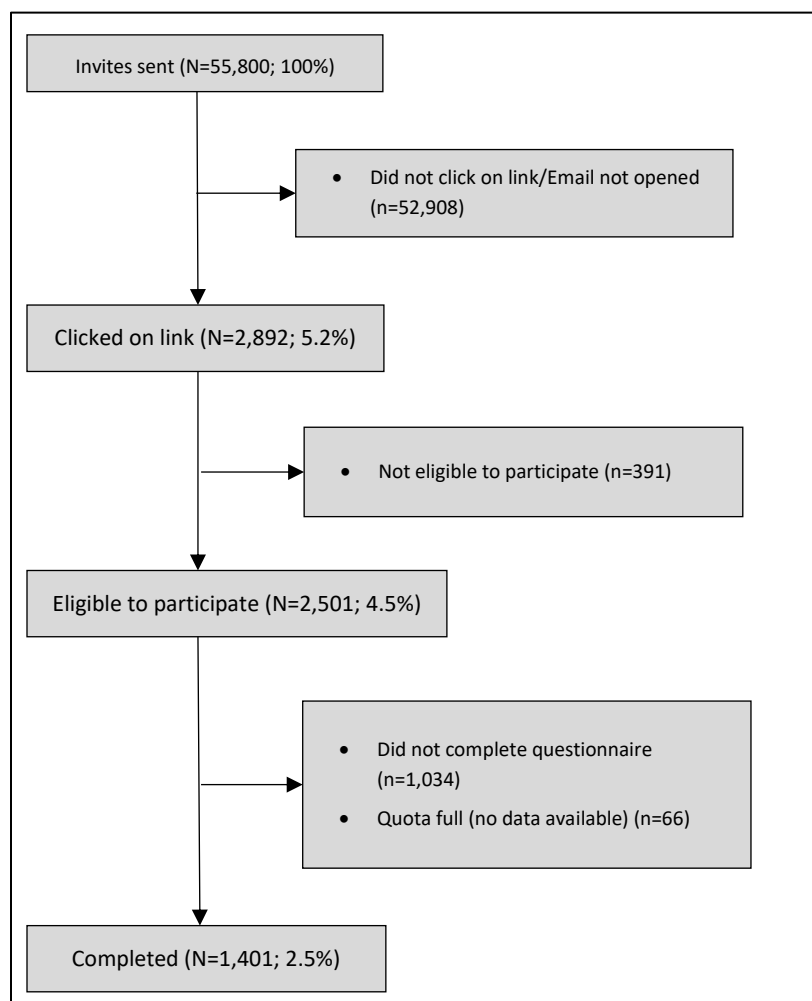 Invites sent (N=55,800; 100%)
• Did not click on link/Email not opened
(n=52,908)
Clicked on link (N=2,892; 5.2%)
• Not eligible to participate (n=391)
Eligible to participate (N=2,501; 4.5%)
• Did not complete questionnaire
(n=1,034)
• Quota full (no data available) (n=66)
Completed (N=1,401; 2.5%)